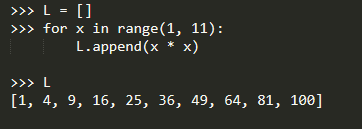 >>> L = []
>>> for x in range(1, 11):
        L.append(x * x)
>>> L
[1, 4, 9, 16, 25, 36, 49, 64, 81, 100]